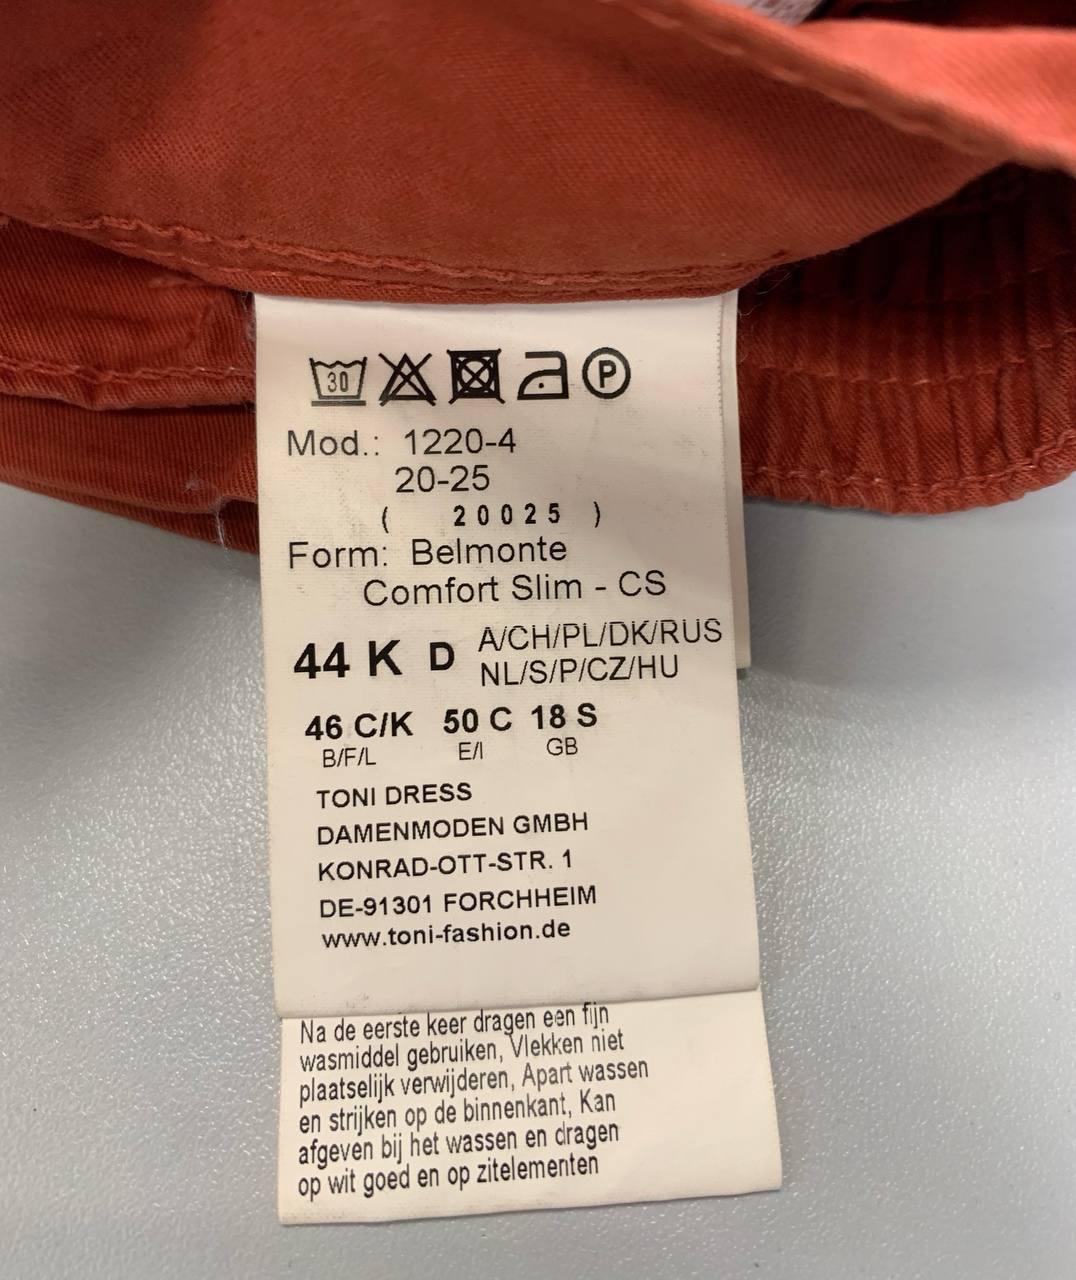 30 P
Mod.: 1220-4
20-25
( 20025 )
Form: Belmonte
Comfort Slim - CS
44 K D A/CH/PL/DK/RUS
NL/S/P/CZ/HU
46 C/K 50 C 18 S
B/F/L E/I GB
TONI DRESS
DAMENMODEN GMBH
KONRAD-OTT-STR. 1
DE-91301 FORCHHEIM
www.toni-fashion.de
Na de eerste keer dragen een fijn
wasmiddel gebruiken, Vlekken niet
plaatselijk verwijderen, Apart wassen
en strijken op de binnenkant, Kan
afgeven bij het wassen en dragen
op wit goed en op zitelementen